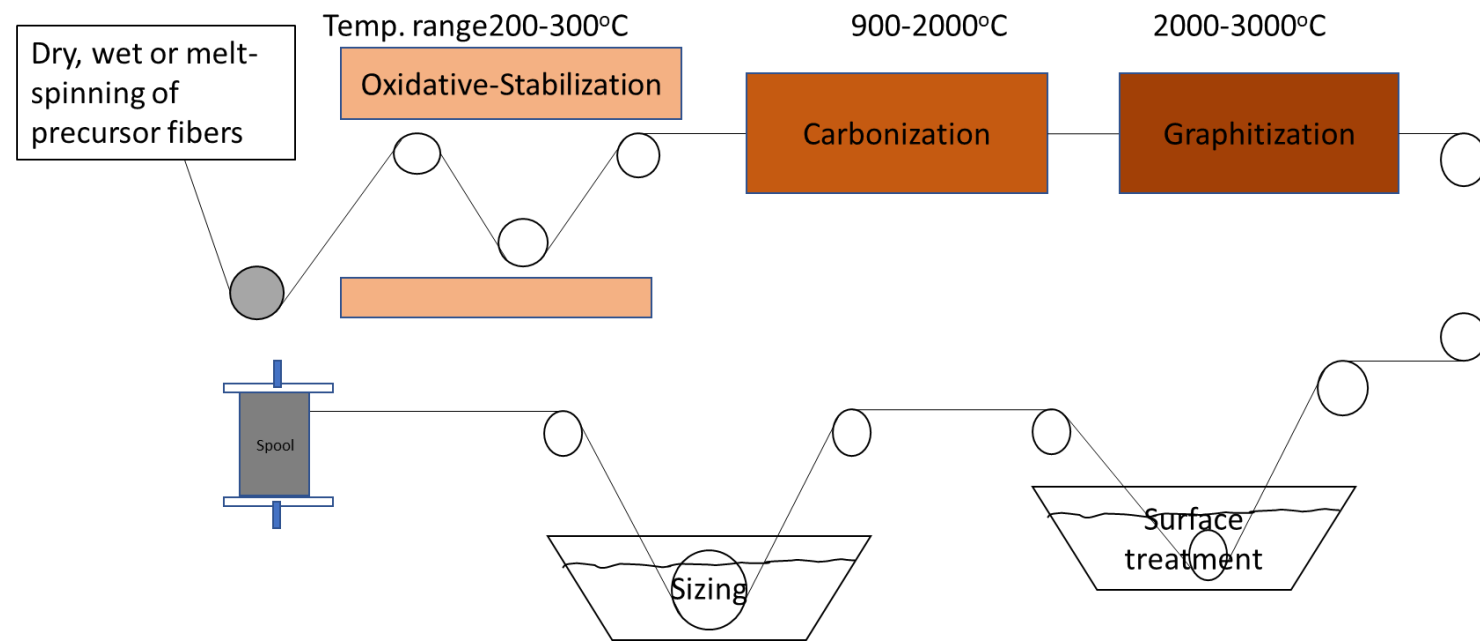 Temp. range200-300°C
900-2000°C
2000-3000°C
Dry, wet or melt-
spinning of
precursor fibers
Oxidative-Stabilization
Carbonization
Graphitization
Spool
Sizing
Surface
treatment